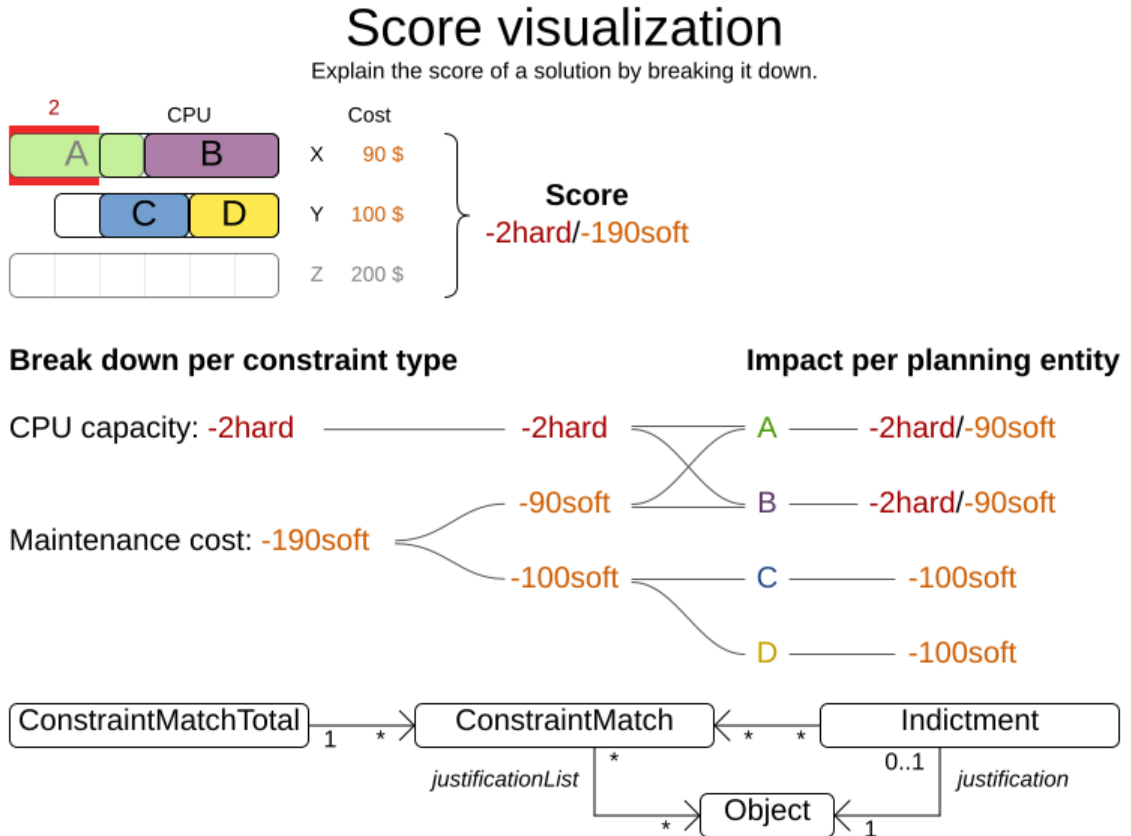 Score visualization
Explain the score of a solution by breaking it down.
2 CPU Cost
A B X 90 $
C D Y 100 $
Z 200 $
Score
-2hard/-190soft
Break down per constraint type Impact per planning entity
CPU capacity: -2hard -2hard A -2hard/-90soft
-90soft B -2hard/-90soft
Maintenance cost: -190soft
-100soft C -100soft
D -100soft
ConstraintMatchTotal ConstraintMatch Indictment
1 * * *
* 0..1
justificationList justification
Object
* 1